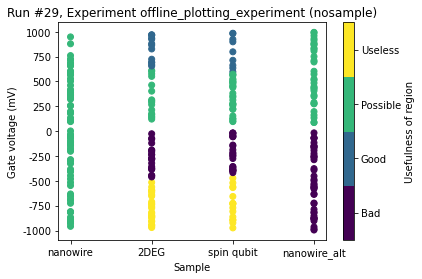 Run #29, Experiment offline_plotting_experiment (nosample)
1000
750
500
250
0
-250
-500
-750
-1000
Gate voltage (mV)
nanowire
2DEG
spin qubit
nanowire_alt
Sample
Useless
Possible
Good
Bad
Usefulness of region